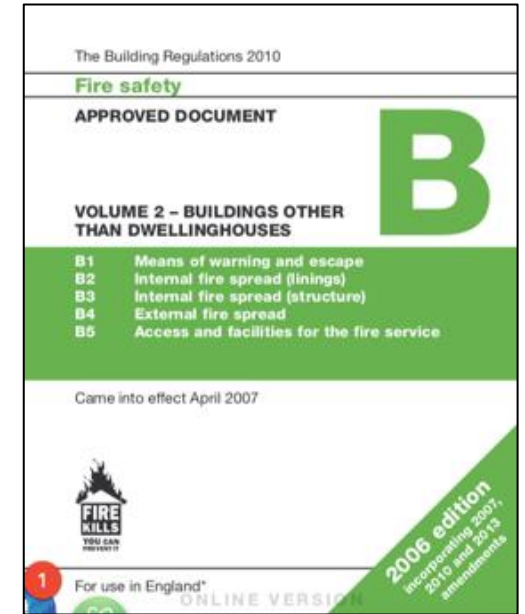 The Building Regulations 2010
Fire safety
APPROVED DOCUMENT
B
VOLUME 2 – BUILDINGS OTHER
THAN DWELLINGHOUSES
B1 Means of warning and escape
B2 Internal fire spread (linings)
B3 Internal fire spread (structure)
B4 External fire spread
B5 Access and facilities for the fire service
Came into effect April 2007
FIRE
KILLS
YOU CAN
PREVENT IT
2006 edition
incorporating 2007,
2010 and 2013
amendments
1
For use in England*
ONLINE VERSION